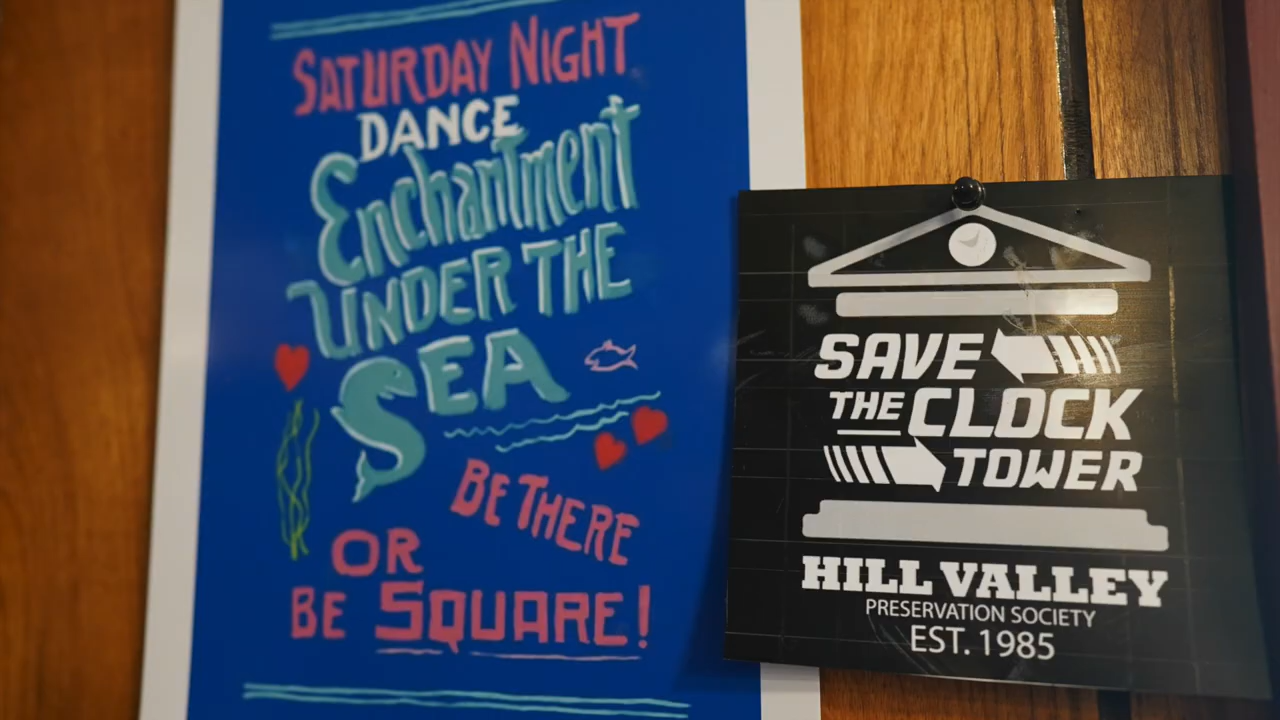 SATURDAY NIGHT
DANCE
Enchantment
UNDER THE
SEA
BE THERE
OR
BE SQUARE!
SAVE
THE CLOCK
TOWER
HILL VALLEY
PRESERVATION SOCIETY
EST. 1985